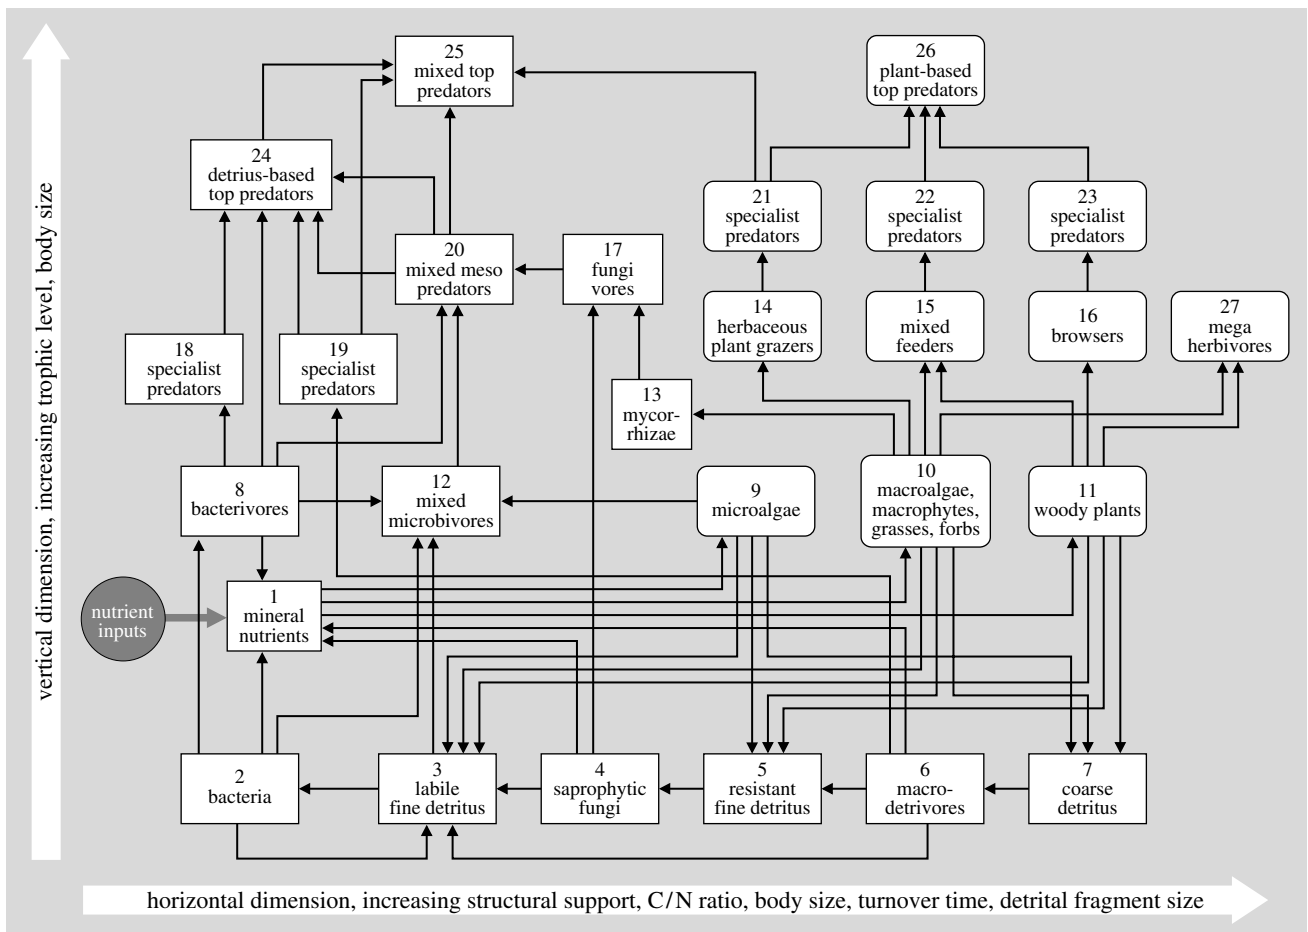 25
mixed top
predators
26
plant-based
top predators
24
detrius-based
top predators
21
specialist
predators
22
specialist
predators
23
specialist
predators
20
mixed meso
predators
17
fungi
vores
14
herbaceous
plant grazers
15
mixed
feeders
16
browsers
27
mega
herbivores
18
specialist
predators
19
specialist
predators
13
mycor-
rhizae
8
bacterivores
12
mixed
microbivores
9
microalgae
10
macroalgae,
macrophytes,
grasses, forbs
11
woody plants
nutrient
inputs
1
mineral
nutrients
2
bacteria
3
labile
fine detritus
4
saprophytic
fungi
5
resistant
fine detritus
6
macro-
detrivores
7
coarse
detritus
vertical dimension, increasing trophic level, body size
horizontal dimension, increasing structural support, C/N ratio, body size, turnover time, detrital fragment size